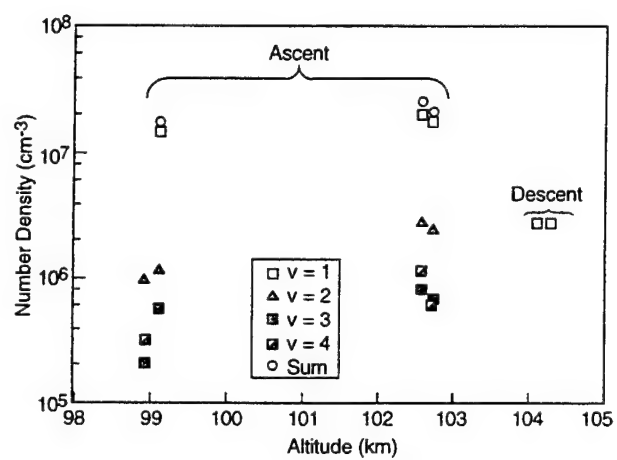 10^8
Ascent
10^7
Descent
10^6
v = 1
v = 2
v = 3
v = 4
Sum
10^5
98 99 100 101 102 103 104 105
Altitude (km)
Number Density (cm^-3)